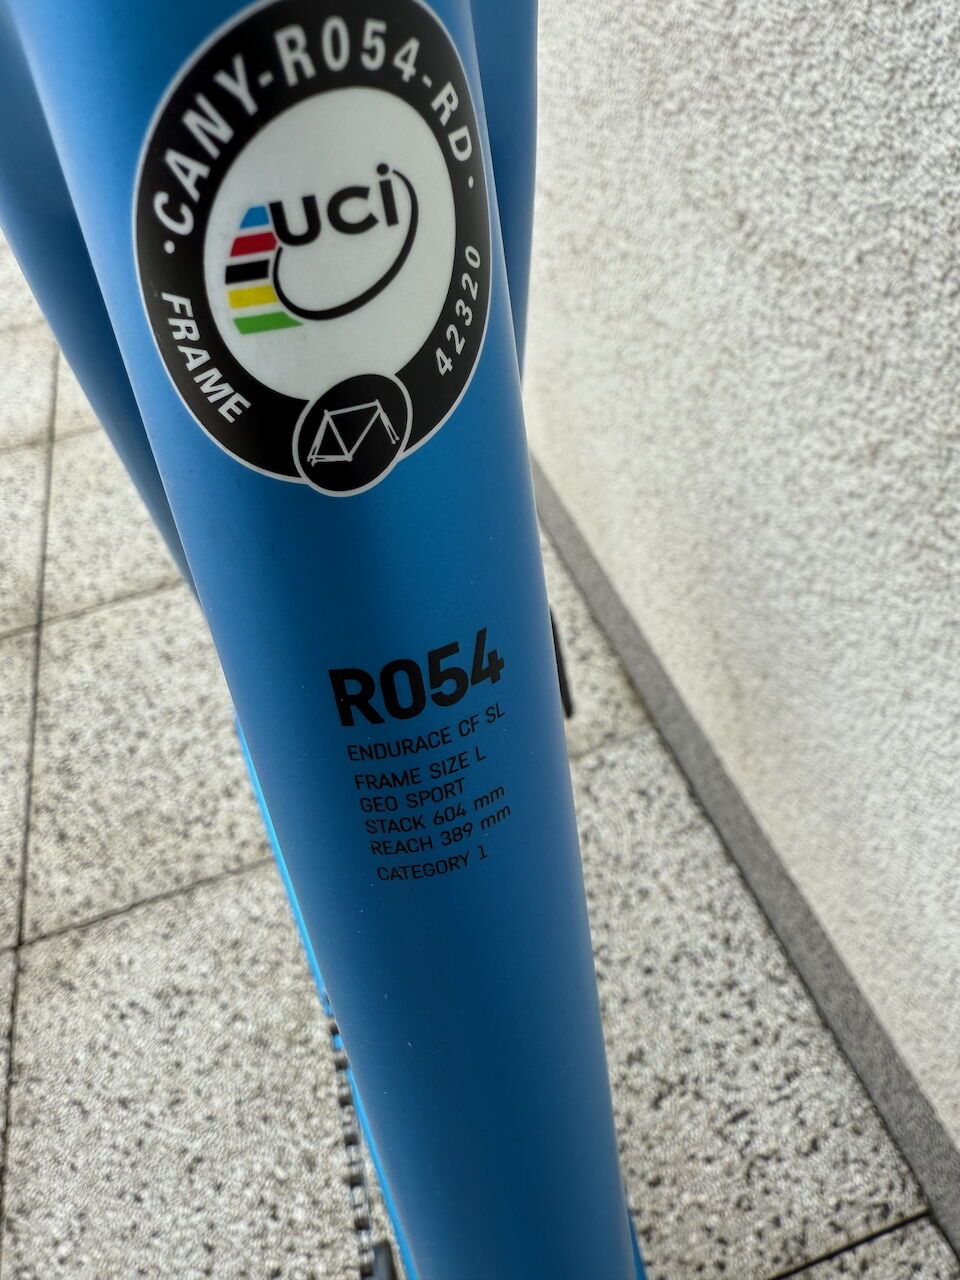 ·CANY-R054-RD·
FRAME
42320
uci
R054
ENDURACE CF SL
FRAME SIZE L
GEO SPORT
STACK 604 mm
REACH 389 mm
CATEGORY 1